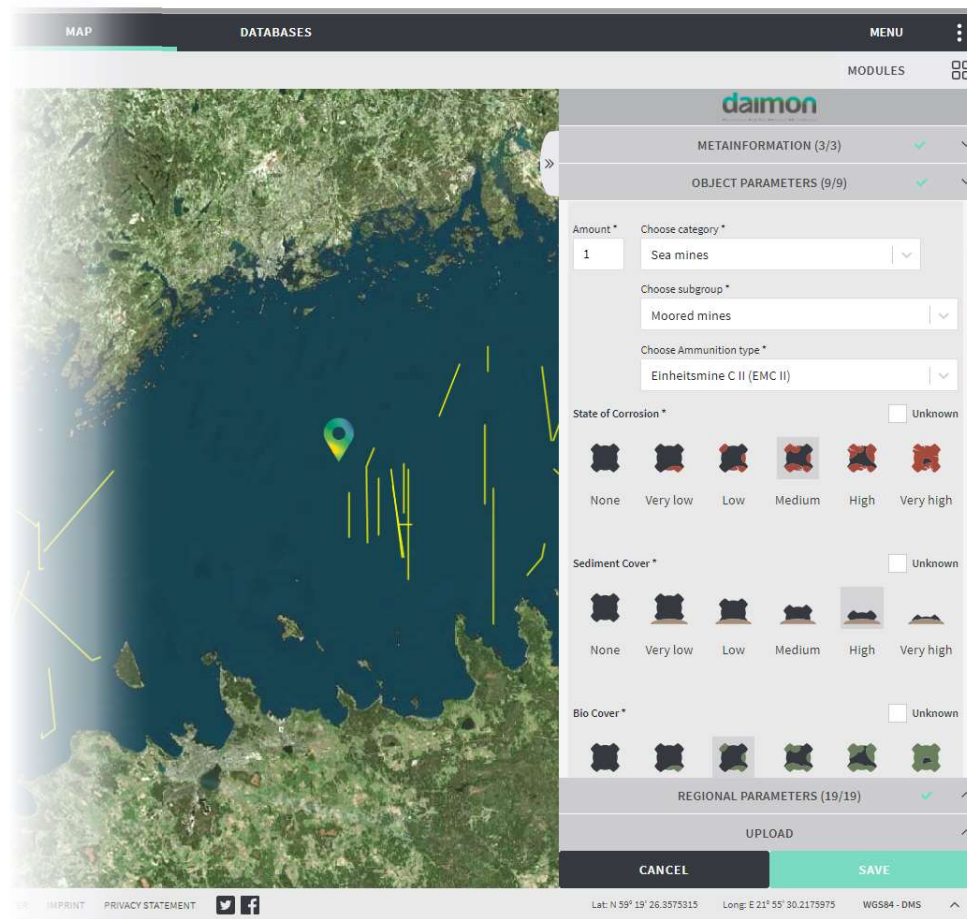 MAP DATABASES MENU
MODULES
daimon
METAINFORMATION (3/3)
OBJECT PARAMETERS (9/9)
Amount * Choose category *
1 Sea mines
Choose subgroup *
Moored mines
Choose Ammunition type *
Einheitsmine C II (EMC II)
State of Corrosion * Unknown
None Very low Low Medium High Very high
Sediment Cover * Unknown
None Very low Low Medium High Very high
Bio Cover * Unknown
REGIONAL PARAMETERS (19/19)
UPLOAD
CANCEL SAVE
IMPRINT PRIVACY STATEMENT Lat: N 59° 19' 26.3575315 Long: E 21° 55' 30.2175975 WGS84 - DMS